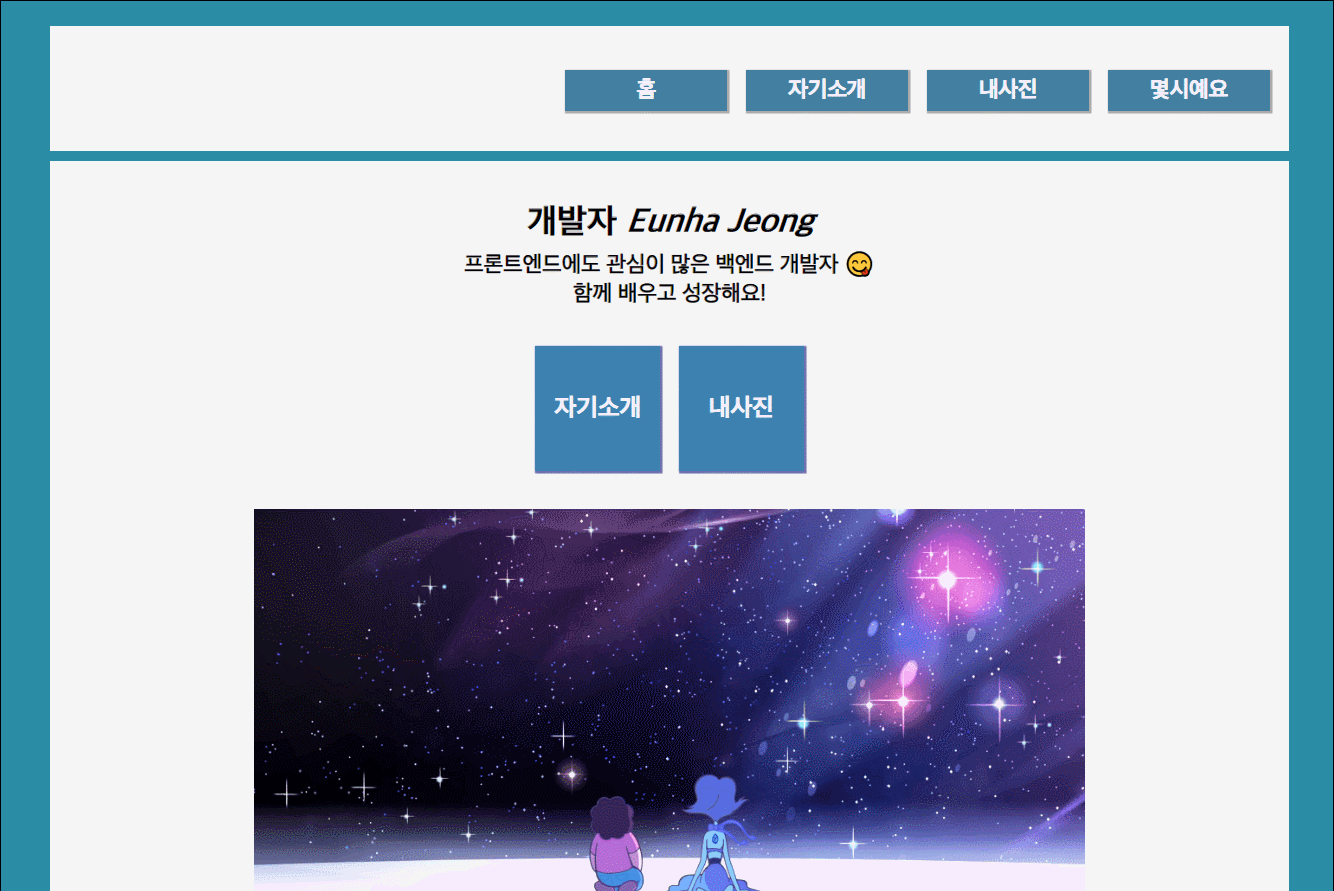 홈 자기소개 내사진 몇시예요
개발자 Eunha Jeong
프론트엔드에도 관심이 많은 백엔드 개발자 😋
함께 배우고 성장해요!
자기소개 내사진